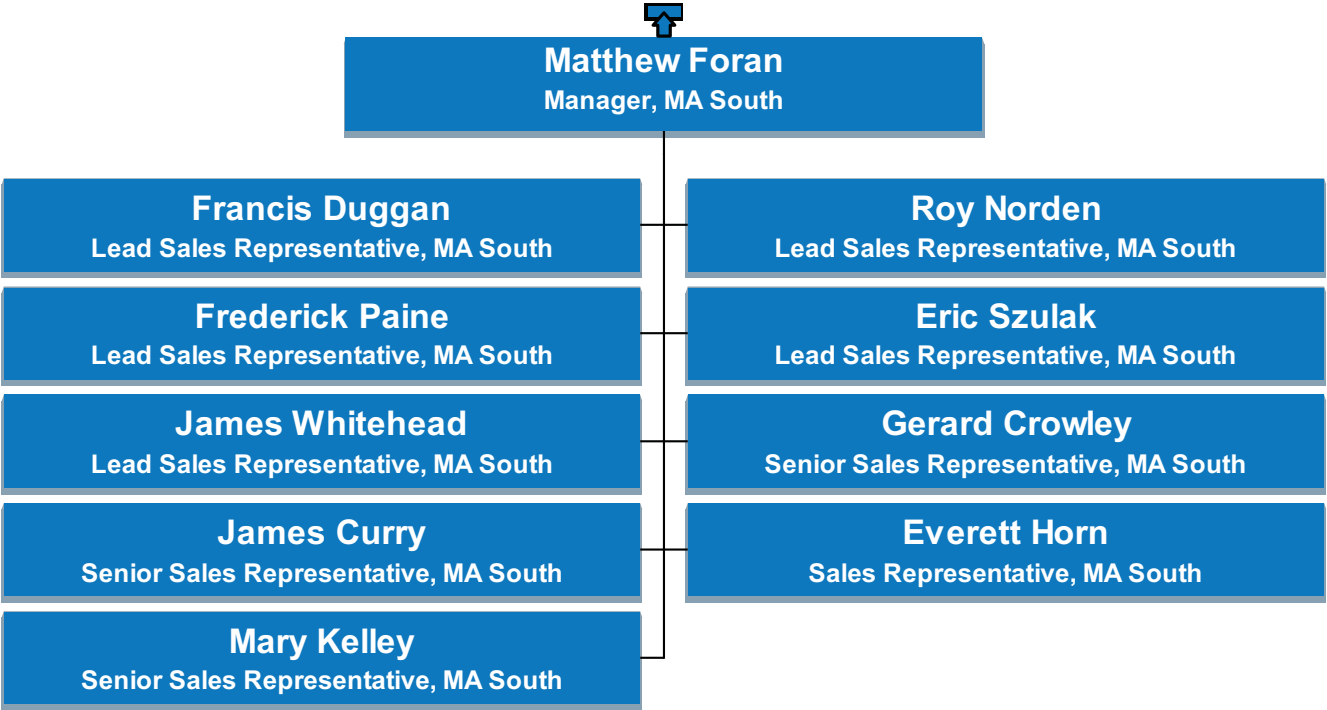 Matthew Foran
Manager, MA South
Francis Duggan
Lead Sales Representative, MA South
Roy Norden
Lead Sales Representative, MA South
Frederick Paine
Lead Sales Representative, MA South
Eric Szulak
Lead Sales Representative, MA South
James Whitehead
Lead Sales Representative, MA South
Gerard Crowley
Senior Sales Representative, MA South
James Curry
Senior Sales Representative, MA South
Everett Horn
Sales Representative, MA South
Mary Kelley
Senior Sales Representative, MA South